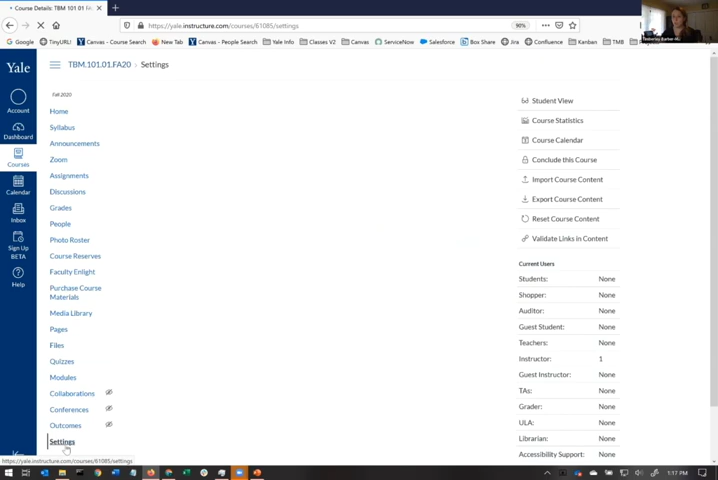 Course Details: TBM 101 01 FA
https://yale.instructure.com/courses/61085/settings
90%
Google
TinyURL!
Canvas - Course Search
New Tab
Canvas - People Search
Yale Info
Classes V2
Canvas
ServiceNow
Salesforce
Box Share
Jira
Confluence
Kanban
TMB
Yale
TBM.101.01.FA20 › Settings
Account
Dashboard
Courses
Calendar
Inbox
Sign Up
BETA
Help
Fall 2020
Home
Syllabus
Announcements
Zoom
Assignments
Discussions
Grades
People
Photo Roster
Course Reserves
Faculty Enlight
Purchase Course
Materials
Media Library
Pages
Files
Quizzes
Modules
Collaborations
Conferences
Outcomes
Settings
Student View
Course Statistics
Course Calendar
Conclude this Course
Import Course Content
Export Course Content
Reset Course Content
Validate Links in Content
Current Users
Students: None
Shopper: None
Auditor: None
Guest Student: None
Teachers: None
Instructor: 1
Guest Instructor: None
TAs: None
Grader: None
ULA: None
Librarian: None
Accessibility Support: None
https://yale.instructure.com/courses/61085/settings
1:17 PM